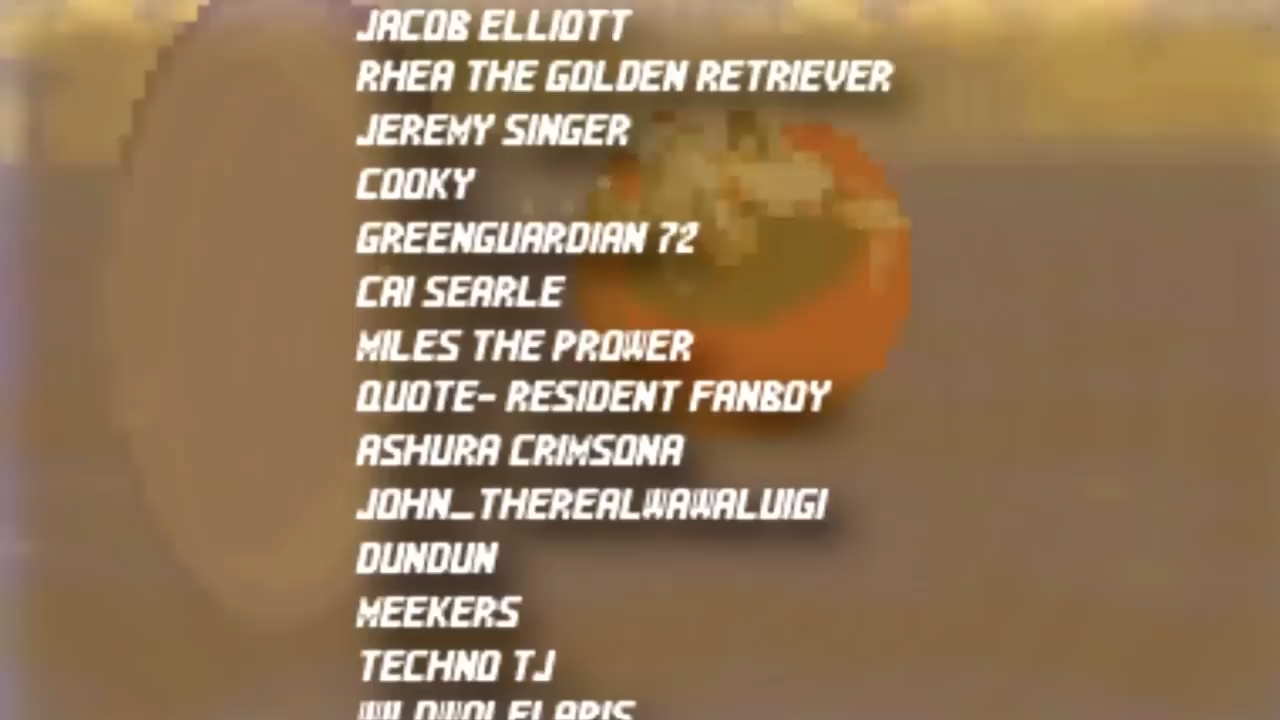 JACOB ELLIOTT
RHEA THE GOLDEN RETRIEVER
JEREMY SINGER
COOKY
GREENGUARDIAN 72
CAI SEARLE
MILES THE PROWER
QUOTE- RESIDENT FANBOY
ASHURA CRIMSONA
JOHN_THEREALWAWALUIGI
DUNDUN
MEEKERS
TECHNO TJ